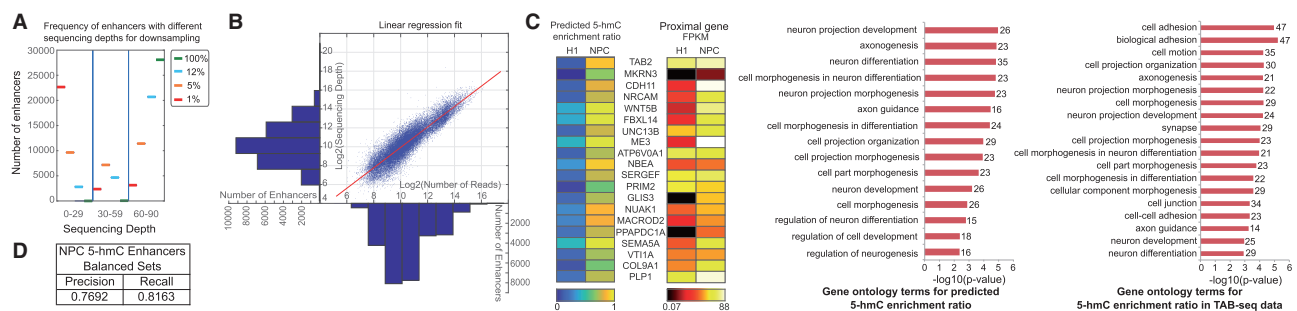 A
Frequency of enhancers with different
sequencing depths for downsampling
30000
25000
20000
15000
10000
5000
0
Number of enhancers
0-29 30-59 60-90
Sequencing Depth
100%
12%
5%
1%
D
NPC 5-hmC Enhancers
Balanced Sets
Precision Recall
0.7692 0.8163
B
Linear regression fit
20
18
16
14
12
10
8
6
4
Log2(Sequencing Depth)
Log2(Number of Reads)
6 8 10 12 14 16
Number of Enhancers
10000 8000 6000 4000 2000
Number of Enhancers
2000
4000
6000
8000
C
Predicted 5-hmC
enrichment ratio
H1 NPC
Proximal gene
FPKM
H1 NPC
TAB2
MKRN3
CDH11
NRCAM
WNT5B
FBXL14
UNC13B
ME3
ATP6V0A1
NBEA
SERGEF
PRIM2
GLIS3
NUAK1
MACROD2
PPAPDC1A
SEMA5A
VTI1A
COL9A1
PLP1
0 1
0.07 88
neuron projection development 26
axonogenesis 23
neuron differentiation 35
cell morphogenesis in neuron differentiation 23
neuron projection morphogenesis 23
axon guidance 16
cell morphogenesis in differentiation 24
cell projection organization 29
cell projection morphogenesis 23
cell part morphogenesis 23
neuron development 26
cell morphogenesis 26
regulation of neuron differentiation 15
regulation of cell development 18
regulation of neurogenesis 16
0 1 2 3 4 5 6
-log10(p-value)
Gene ontology terms for predicted
5-hmC enrichment ratio
cell adhesion 47
biological adhesion 47
cell motion 35
cell projection organization 30
axonogenesis 21
neuron projection morphogenesis 22
cell morphogenesis 29
neuron projection development 24
synapse 29
cell projection morphogenesis 23
cell morphogenesis in neuron differentiation 21
cell part morphogenesis 23
cell morphogenesis in differentiation 22
cellular component morphogenesis 29
cell junction 34
cell-cell adhesion 23
axon guidance 14
neuron development 25
neuron differentiation 29
0 1 2 3 4 5 6
-log10(p-value)
Gene ontology terms for
5-hmC enrichment ratio in TAB-seq data